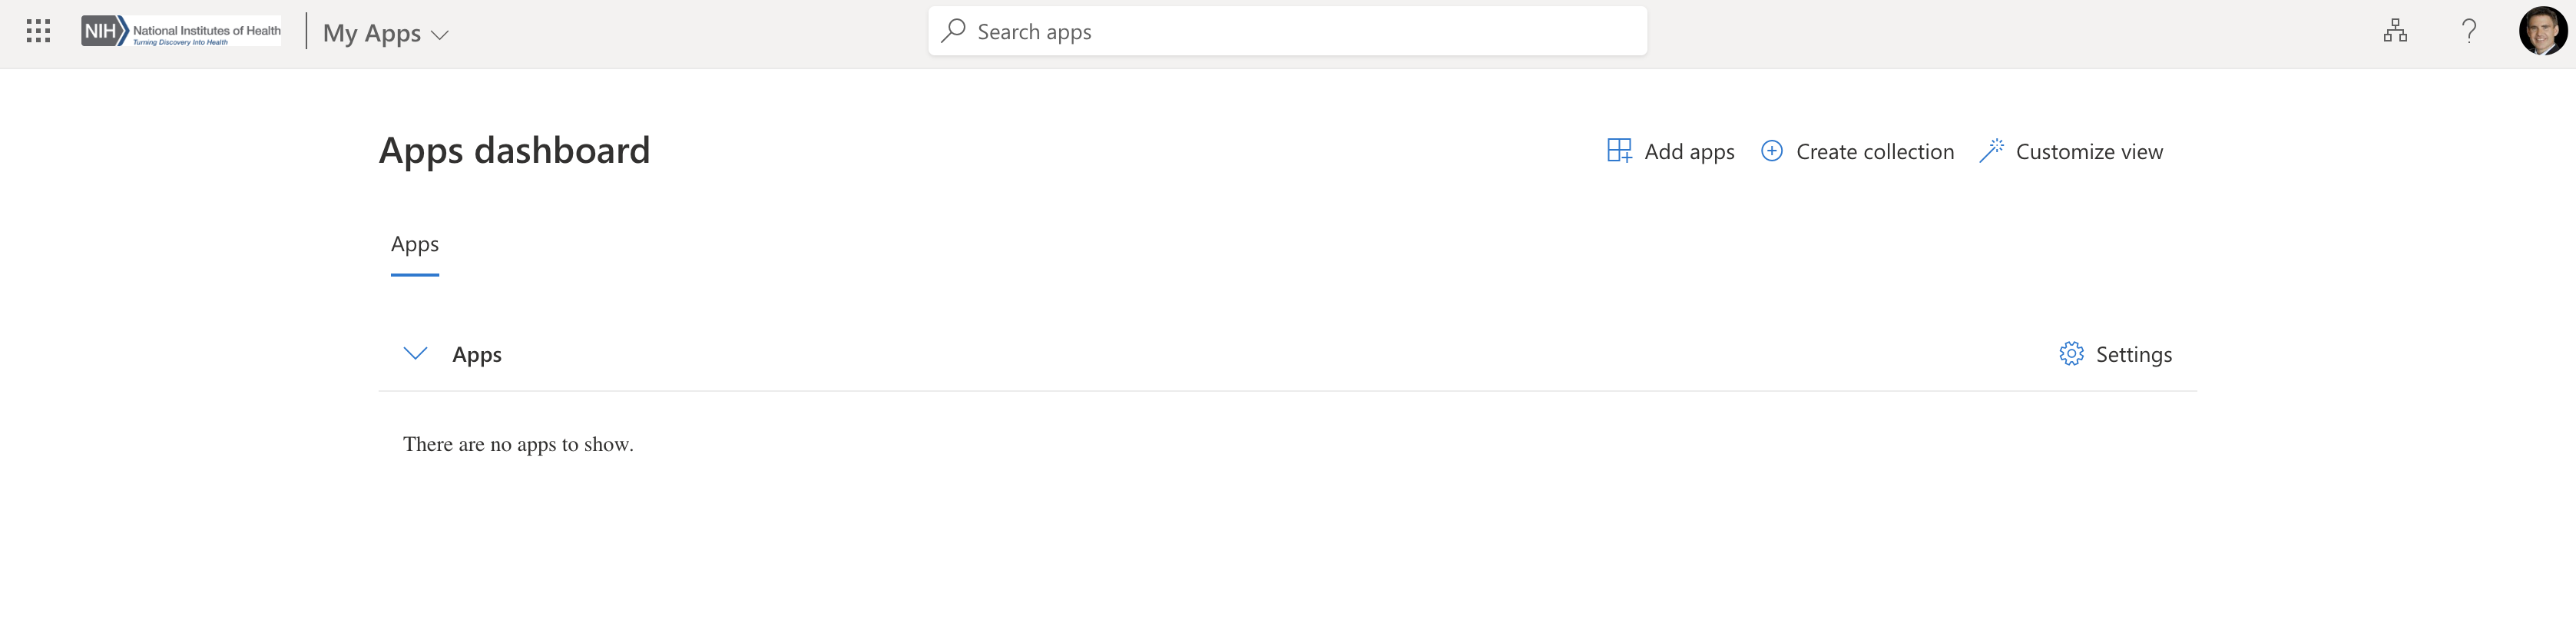 NIH National Institutes of Health
Turning Discovery Into Health
My Apps
Search apps
Apps dashboard
Add apps
Create collection
Customize view
Apps
Apps
Settings
There are no apps to show.